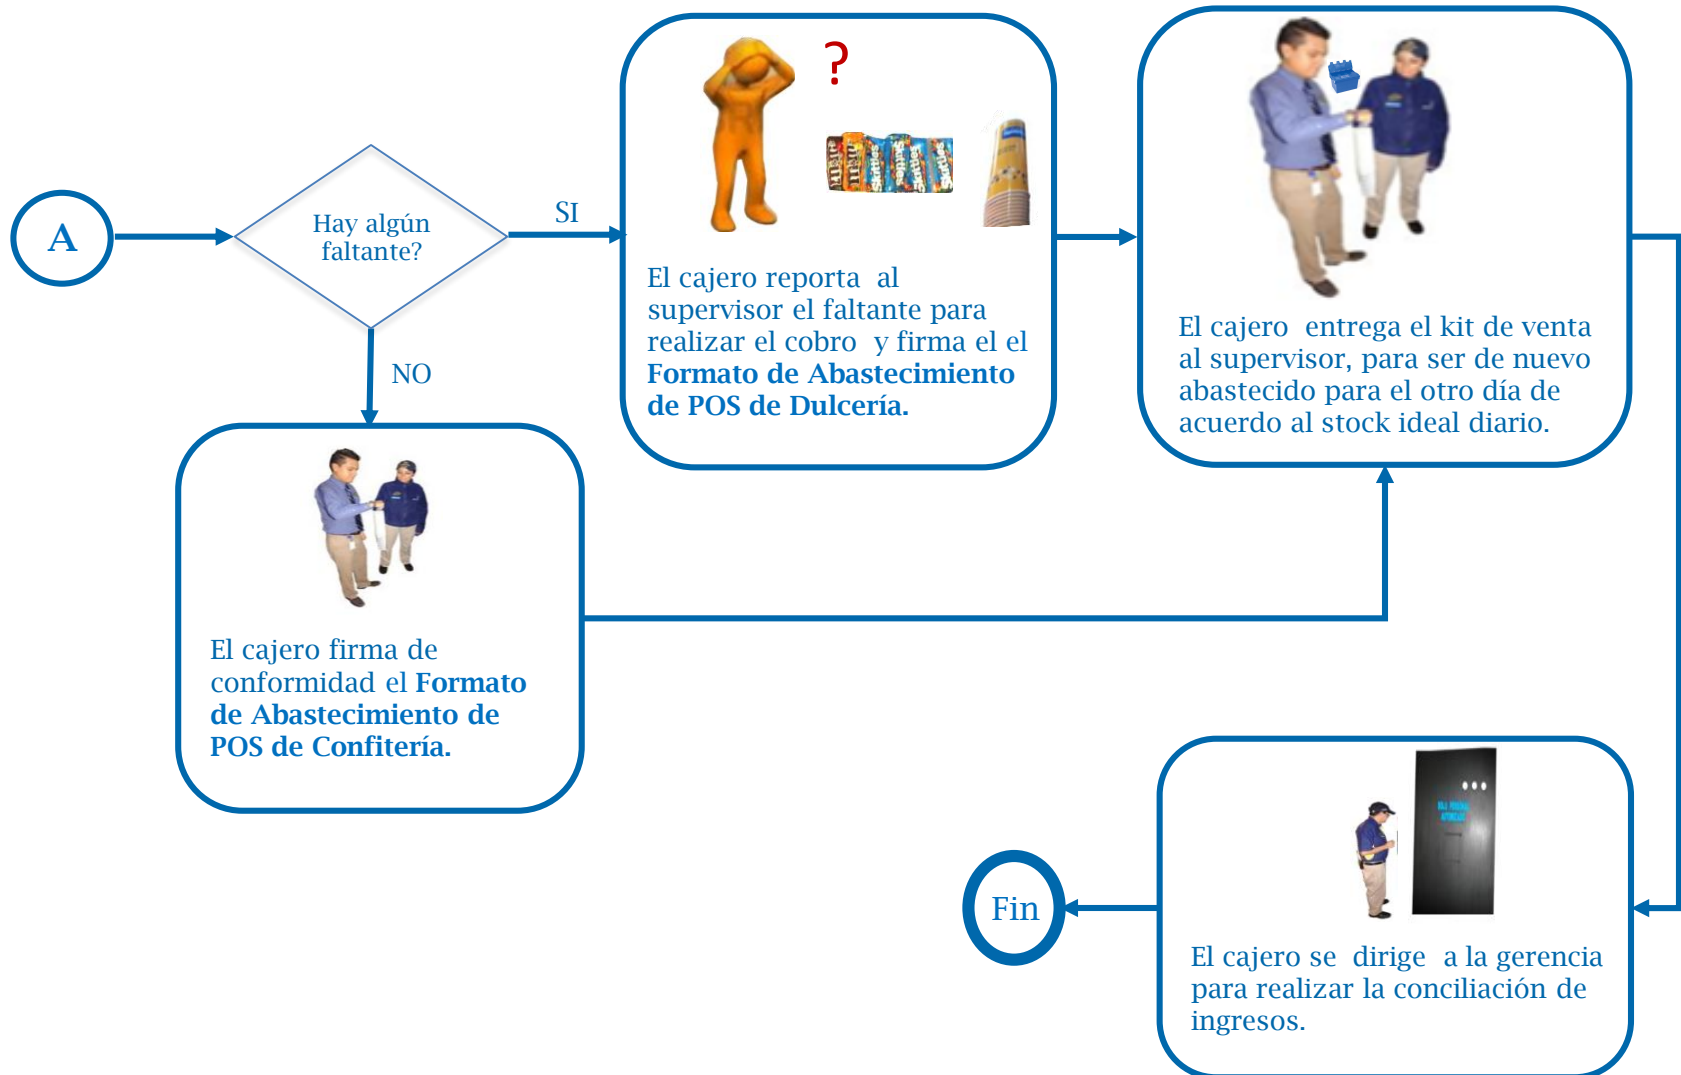 A
Hay algún
faltante?
SI
NO
?
Skittles
Skittles
Skittles
El cajero reporta al
supervisor el faltante para
realizar el cobro y firma el el
Formato de Abastecimiento
de POS de Dulcería.
El cajero entrega el kit de venta
al supervisor, para ser de nuevo
abastecido para el otro día de
acuerdo al stock ideal diario.
El cajero firma de
conformidad el Formato
de Abastecimiento de
POS de Confitería.
El cajero se dirige a la gerencia
para realizar la conciliación de
ingresos.
Fin